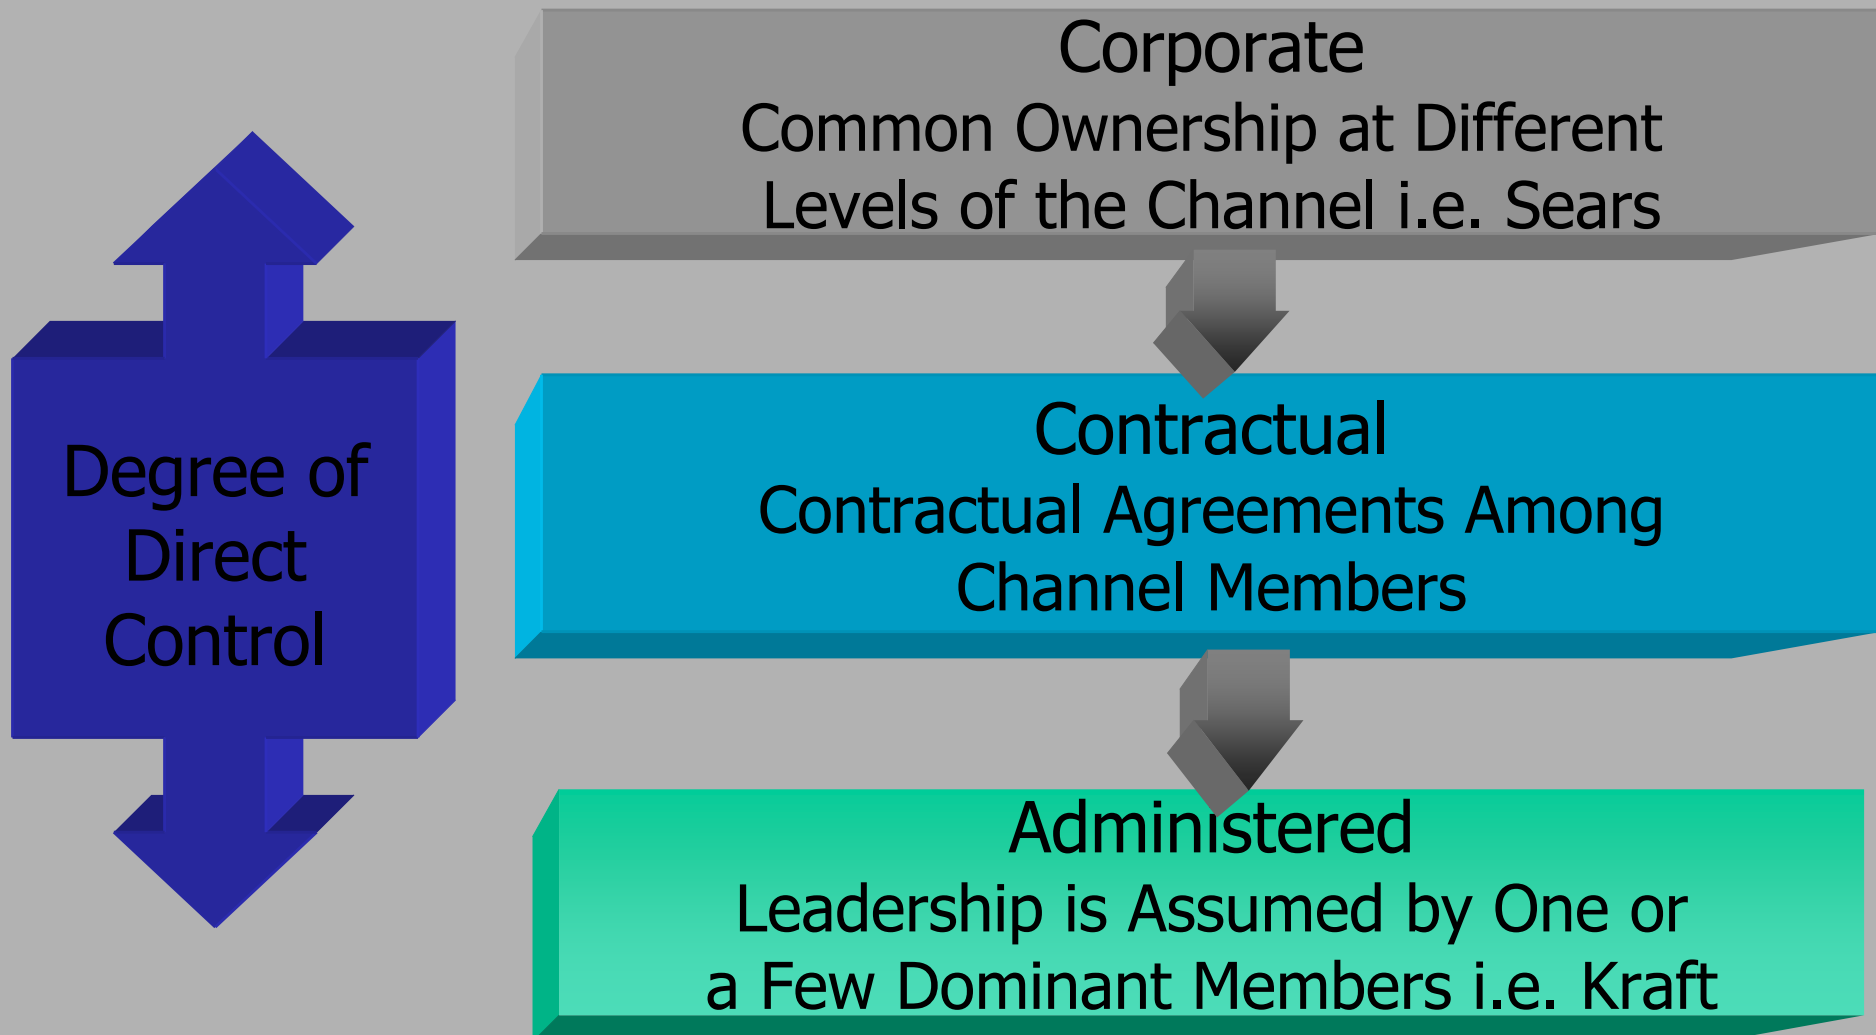 Corporate
Common Ownership at Different
Levels of the Channel i.e. Sears
Degree of
Direct
Control
Contractual
Contractual Agreements Among
Channel Members
Administered
Leadership is Assumed by One or
a Few Dominant Members i.e. Kraft